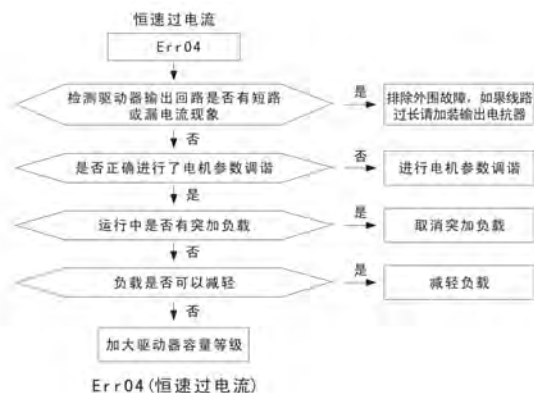 恒速过电流
Err04
检测驱动器输出回路是否有短路
或漏电流现象
是
排除外围故障，如果线路
过长请加装输出电抗器
否
是否正确进行了电机参数调谐
否
进行电机参数调谐
是
运行中是否有突加负载
是
取消突加负载
否
负载是否可以减轻
是
减轻负载
否
加大驱动器容量等级
Err04(恒速过电流)